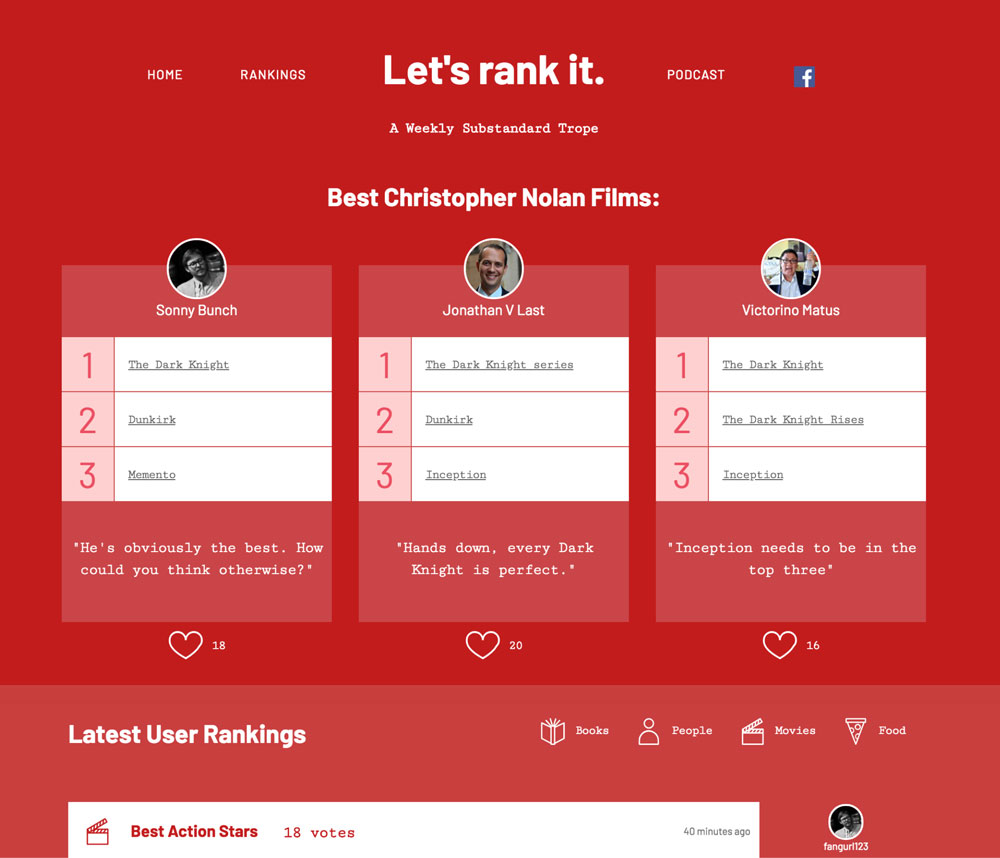 HOME
RANKINGS
Let's rank it.
PODCAST
f
A Weekly Substandard Trope
Best Christopher Nolan Films:
Sonny Bunch
1 The Dark Knight
2 Dunkirk
3 Memento
"He's obviously the best. How
could you think otherwise?"
18
Jonathan V Last
1 The Dark Knight series
2 Dunkirk
3 Inception
"Hands down, every Dark
Knight is perfect."
20
Victorino Matus
1 The Dark Knight
2 The Dark Knight Rises
3 Inception
"Inception needs to be in the
top three"
16
Latest User Rankings
Books
People
Movies
Food
Best Action Stars 18 votes
40 minutes ago
fangurl123